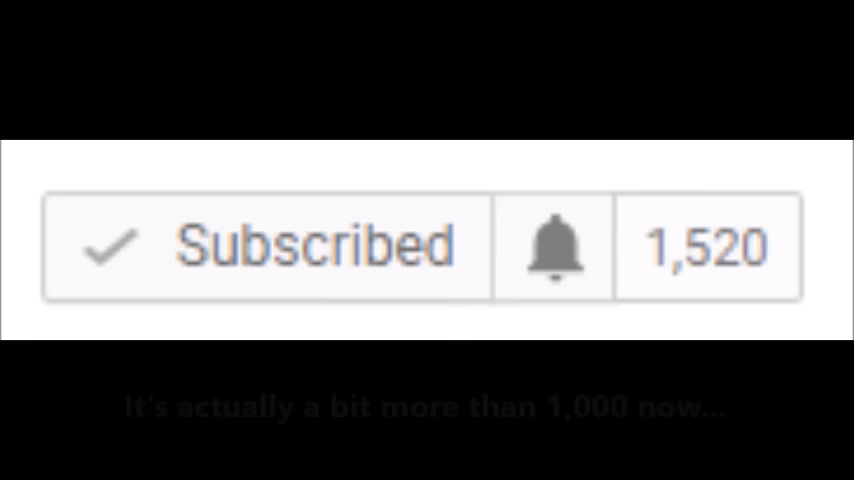 Subscribed 1,520
It's actually a bit more than 1,000 now...